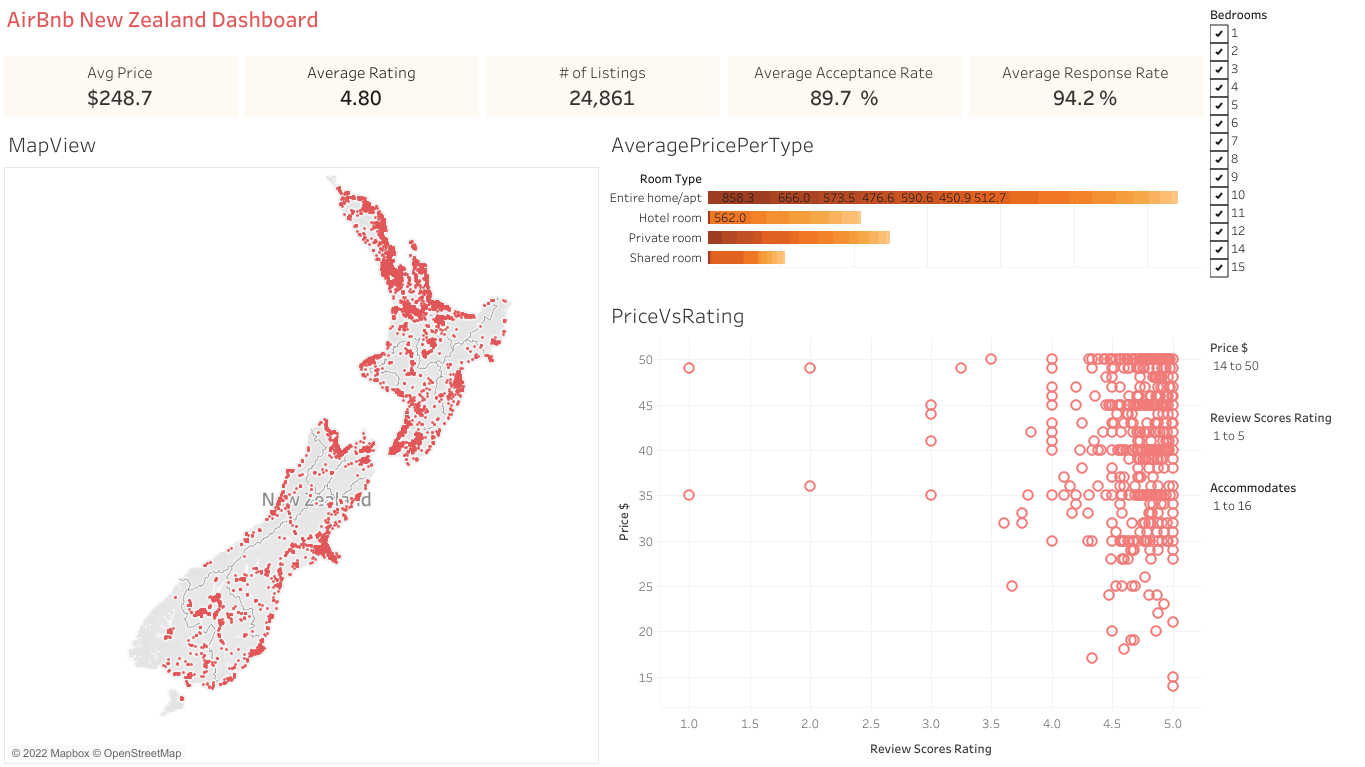 AirBnb New Zealand Dashboard
Avg Price
$248.7
Average Rating
4.80
# of Listings
24,861
Average Acceptance Rate
89.7 %
Average Response Rate
94.2 %
Bedrooms
1
2
3
4
5
6
7
8
9
10
11
12
14
15
MapView
New Zealand
© 2022 Mapbox © OpenStreetMap
AveragePricePerType
Room Type
Entire home/apt 858.3 666.0 573.5 476.6 590.6 450.9 512.7
Hotel room 562.0
Private room
Shared room
PriceVsRating
Price $
50
45
40
35
30
25
20
15
1.0 1.5 2.0 2.5 3.0 3.5 4.0 4.5 5.0
Review Scores Rating
Price $
14 to 50
Review Scores Rating
1 to 5
Accommodates
1 to 16